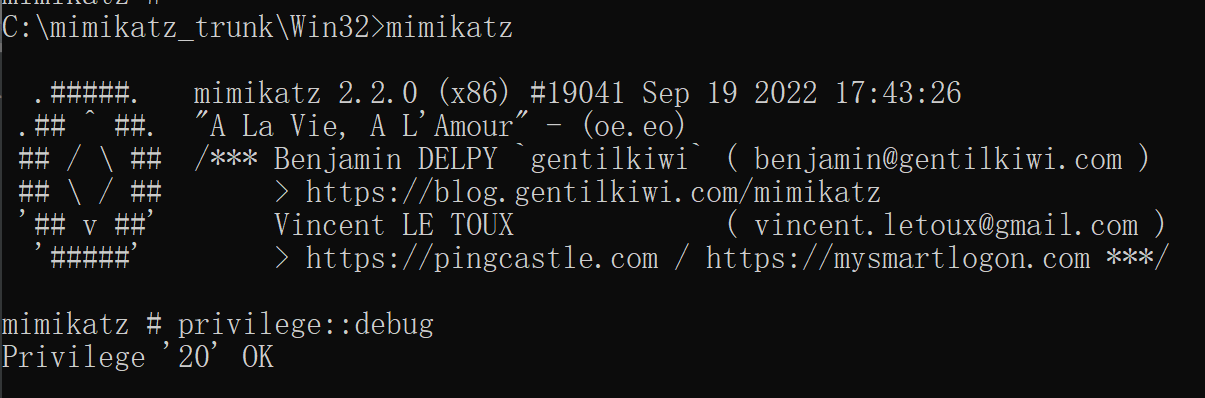 mimikatz #
C:\mimikatz_trunk\Win32>mimikatz
  .#####.   mimikatz 2.2.0 (x86) #19041 Sep 19 2022 17:43:26
 .## ^ ##.  "A La Vie, A L'Amour" - (oe.eo)
 ## / \ ##  /*** Benjamin DELPY `gentilkiwi` ( benjamin@gentilkiwi.com )
 ## \ / ##       > https://blog.gentilkiwi.com/mimikatz
 '## v ##'       Vincent LE TOUX             ( vincent.letoux@gmail.com )
  '#####'        > https://pingcastle.com / https://mysmartlogon.com ***/
mimikatz # privilege::debug
Privilege '20' OK